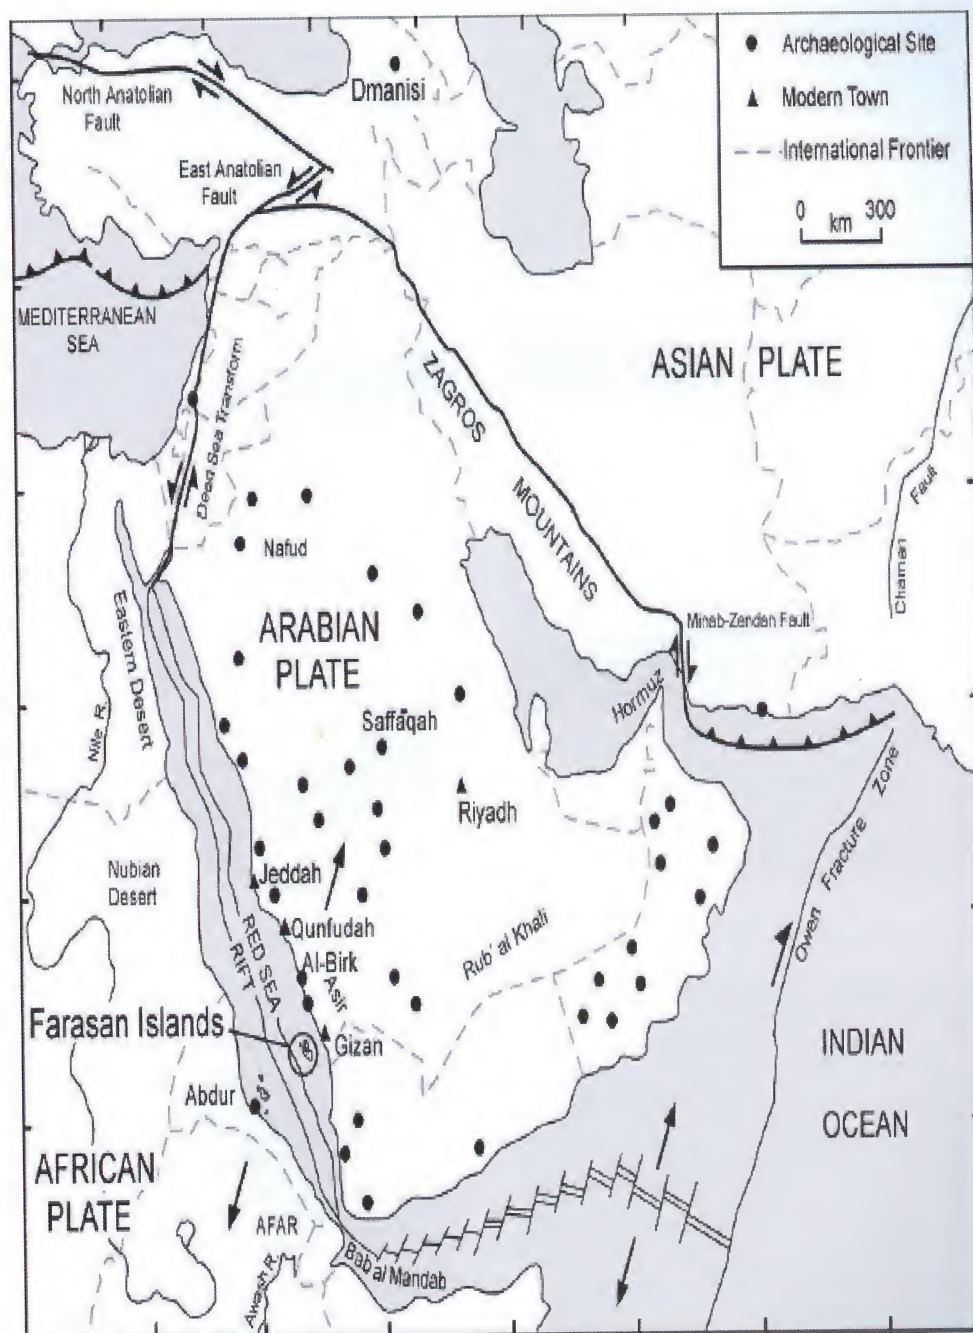 Archaeological Site
Modern Town
International Frontier
0 km 300
Dmanisi
North Anatolian
Fault
East Anatolian
Fault
MEDITERRANEAN
SEA
ASIAN PLATE
ZAGROS
MOUNTAINS
Dead Sea Transform
Chaman Fault
Nafud
Eastern Desert
ARABIAN
PLATE
Minab-Zendan Fault
Hormuz
Nile R.
Saffāqah
Riyadh
Owen Fracture Zone
Nubian
Desert
Jeddah
Qunfudah
RED SEA
RIFT
Al-Birk
Asir
Rub' al Khali
Farasan Islands
Gizan
INDIAN
OCEAN
Abdur
AFRICAN
PLATE
AFAR
Bab al Mandab
Awash R.